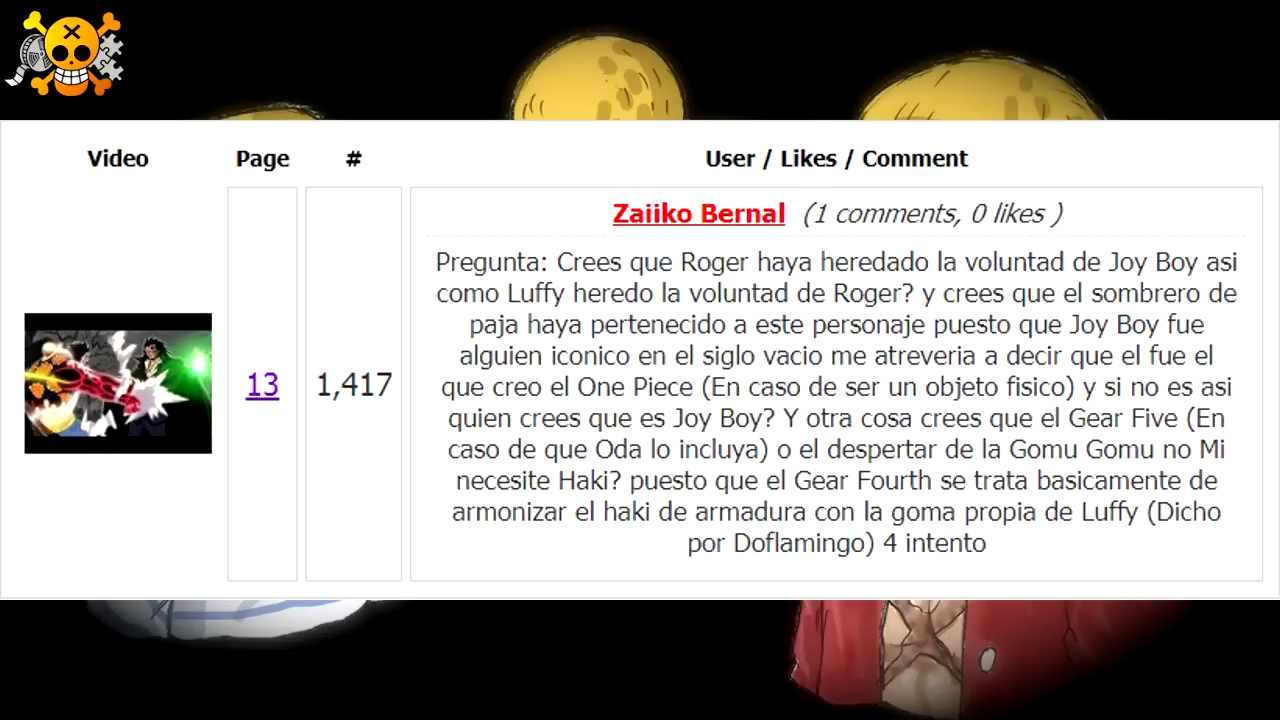 Video Page # User / Likes / Comment
Zaiiko Bernal (1 comments, 0 likes )
Pregunta: Crees que Roger haya heredado la voluntad de Joy Boy asi
como Luffy heredo la voluntad de Roger? y crees que el sombrero de
paja haya pertenecido a este personaje puesto que Joy Boy fue
alguien iconico en el siglo vacio me atreveria a decir que el fue el
13 1,417 que creo el One Piece (En caso de ser un objeto fisico) y si no es asi
quien crees que es Joy Boy? Y otra cosa crees que el Gear Five (En
caso de que Oda lo incluya) o el despertar de la Gomu Gomu no Mi
necesite Haki? puesto que el Gear Fourth se trata basicamente de
armonizar el haki de armadura con la goma propia de Luffy (Dicho
por Doflamingo) 4 intento